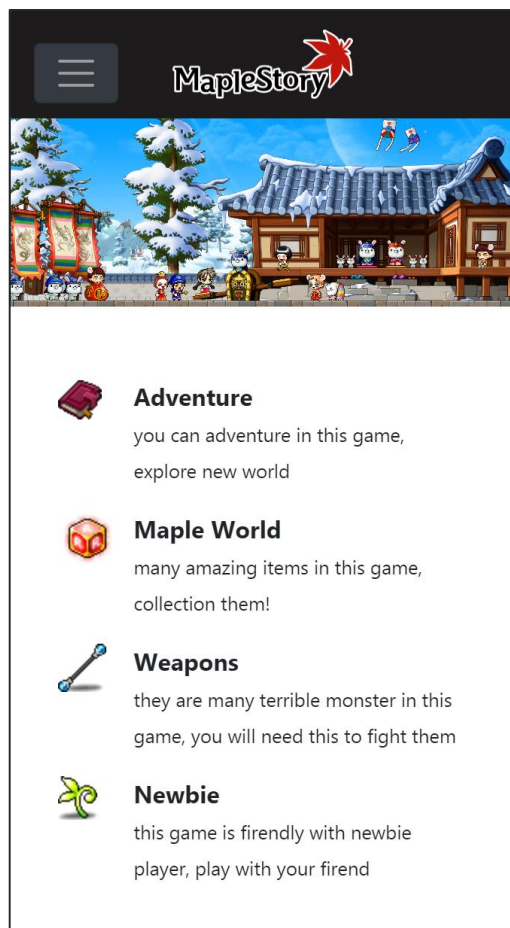 MapleStory
Adventure
you can adventure in this game,
explore new world
Maple World
many amazing items in this game,
collection them!
Weapons
they are many terrible monster in this
game, you will need this to fight them
Newbie
this game is firendly with newbie
player, play with your firend